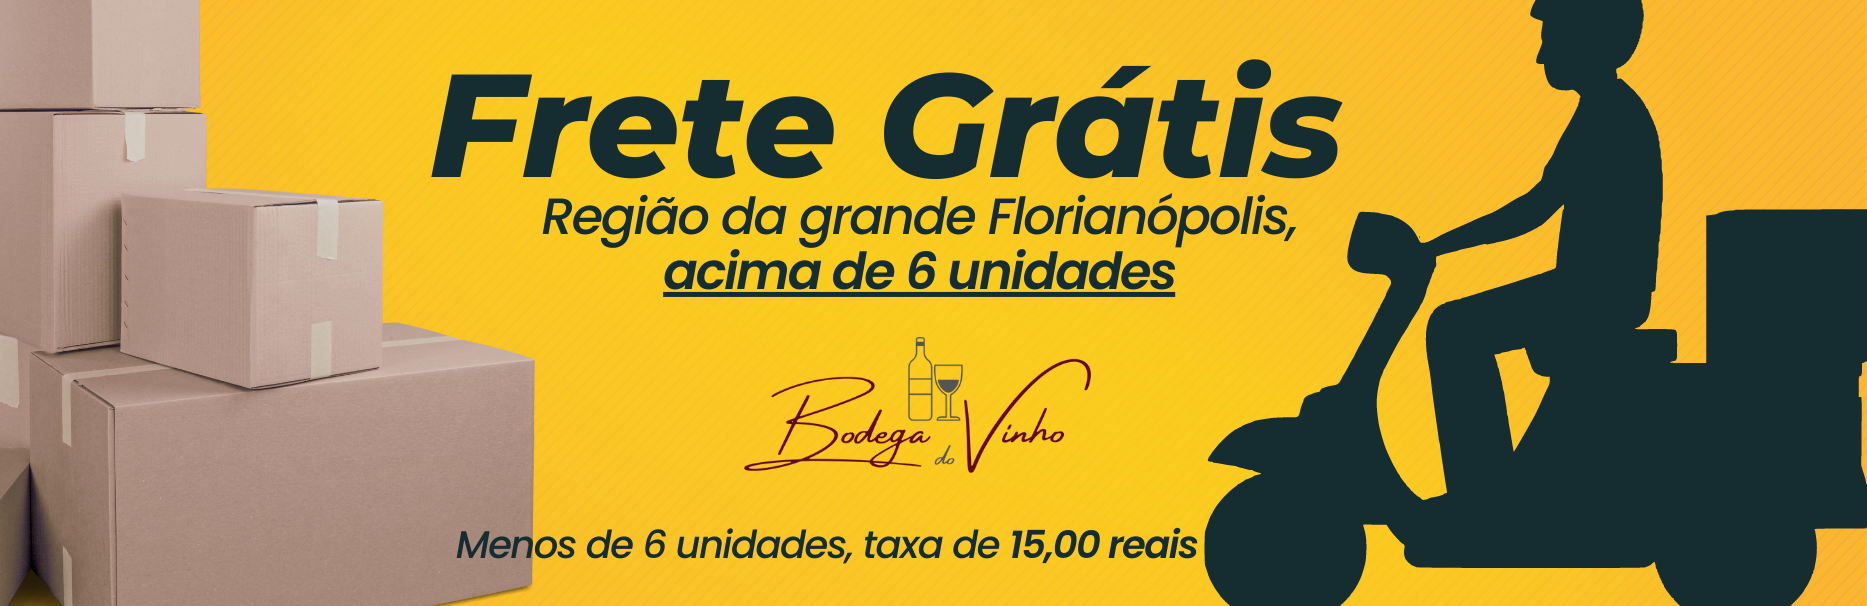 Frete Grátis
Região da grande Florianópolis,
acima de 6 unidades
Bodega do Vinho
Menos de 6 unidades, taxa de 15,00 reais